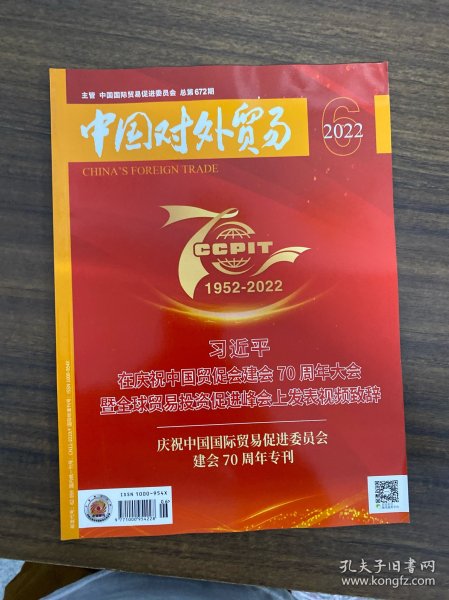 主管 中国国际贸易促进委员会 总第672期
中国对外贸易
6
2022
CHINA'S FOREIGN TRADE
70
CCPIT
1952-2022
习近平
在庆祝中国贸促会建会70周年大会
暨全球贸易投资促进峰会上发表视频致辞
庆祝中国国际贸易促进委员会
建会70周年专刊
ISSN 1000-954X
06
9 771000 954228
孔夫子旧书网
www.kongfz.com